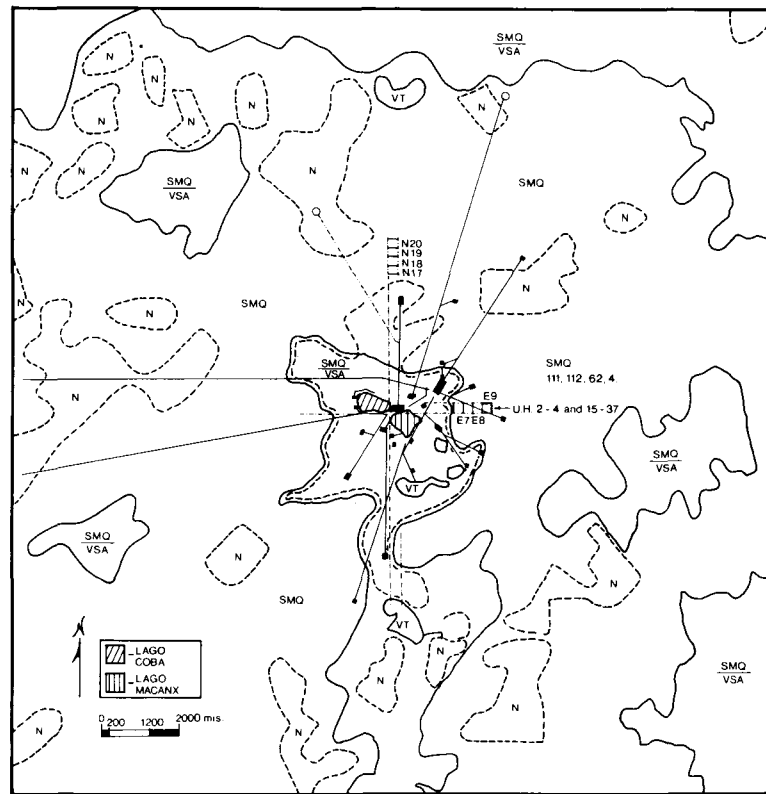 SMQ
VSA
N
N
N
VT
N
N
N
N
N
N
N
SMQ
SMQ
VSA
N
N20
N19
N18
N17
N
N
SMQ
N
SMQ
VSA
SMQ
111, 112, 62, 4.
N
E9
U.H. 2-4 and 15-37
E7 E8
SMQ
VSA
VT
SMQ
VSA
N
N
SMQ
VT
N
N
N
SMQ
VSA
N
LAGO
COBA
LAGO
MACANX
0 200 1200 2000 mts.
N
N